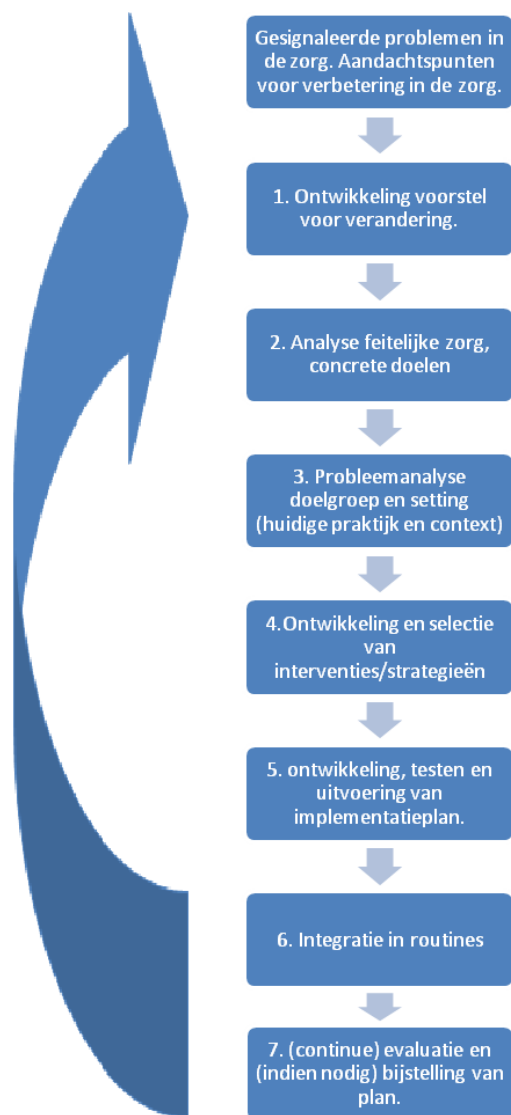 Gesignaleerde problemen in
de zorg. Aandachtspunten
voor verbetering in de zorg.
1. Ontwikkeling voorstel
voor verandering.
2. Analyse feitelijke zorg,
concrete doelen
3. Probleemanalyse
doelgroep en setting
(huidige praktijk en context)
4.Ontwikkeling en selectie
van
interventies/strategieën
5. ontwikkeling, testen en
uitvoering van
implementatieplan.
6. Integratie in routines
7. (continue) evaluatie en
(indien nodig) bijstelling van
plan.